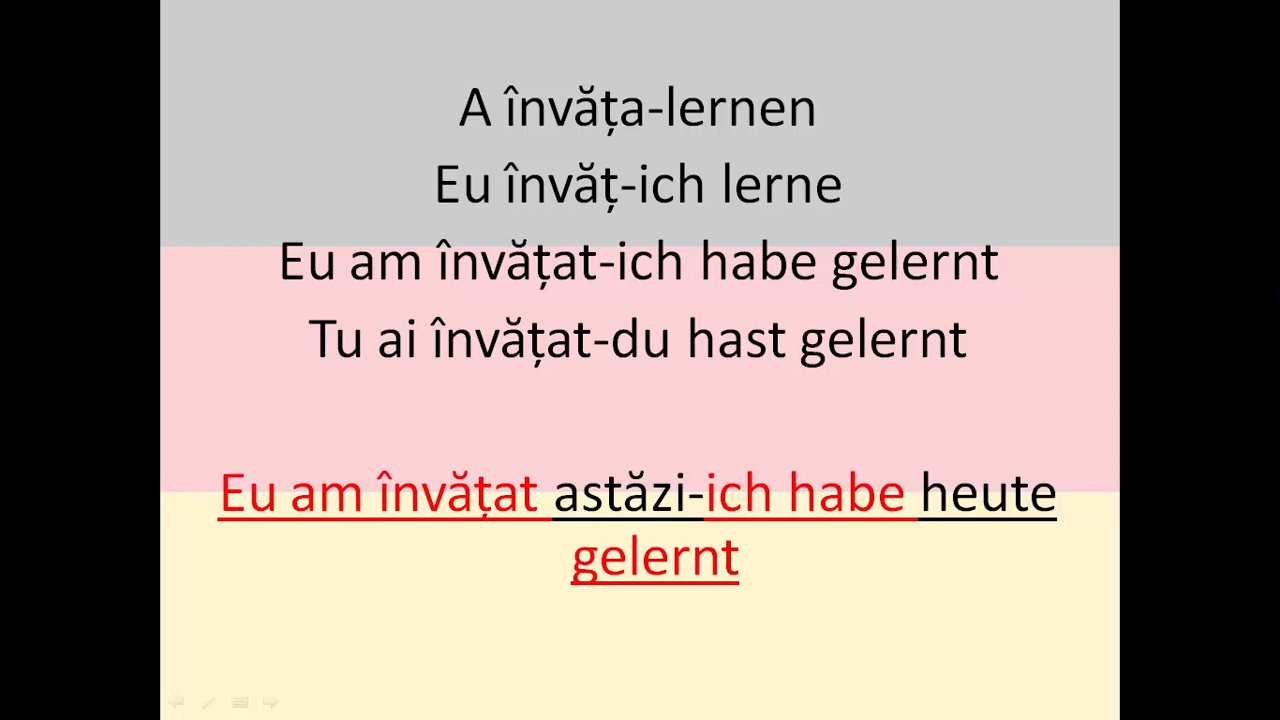 A învăța-lernen
Eu învăț-ich lerne
Eu am învățat-ich habe gelernt
Tu ai învățat-du hast gelernt
Eu am învățat astăzi-ich habe heute
gelernt